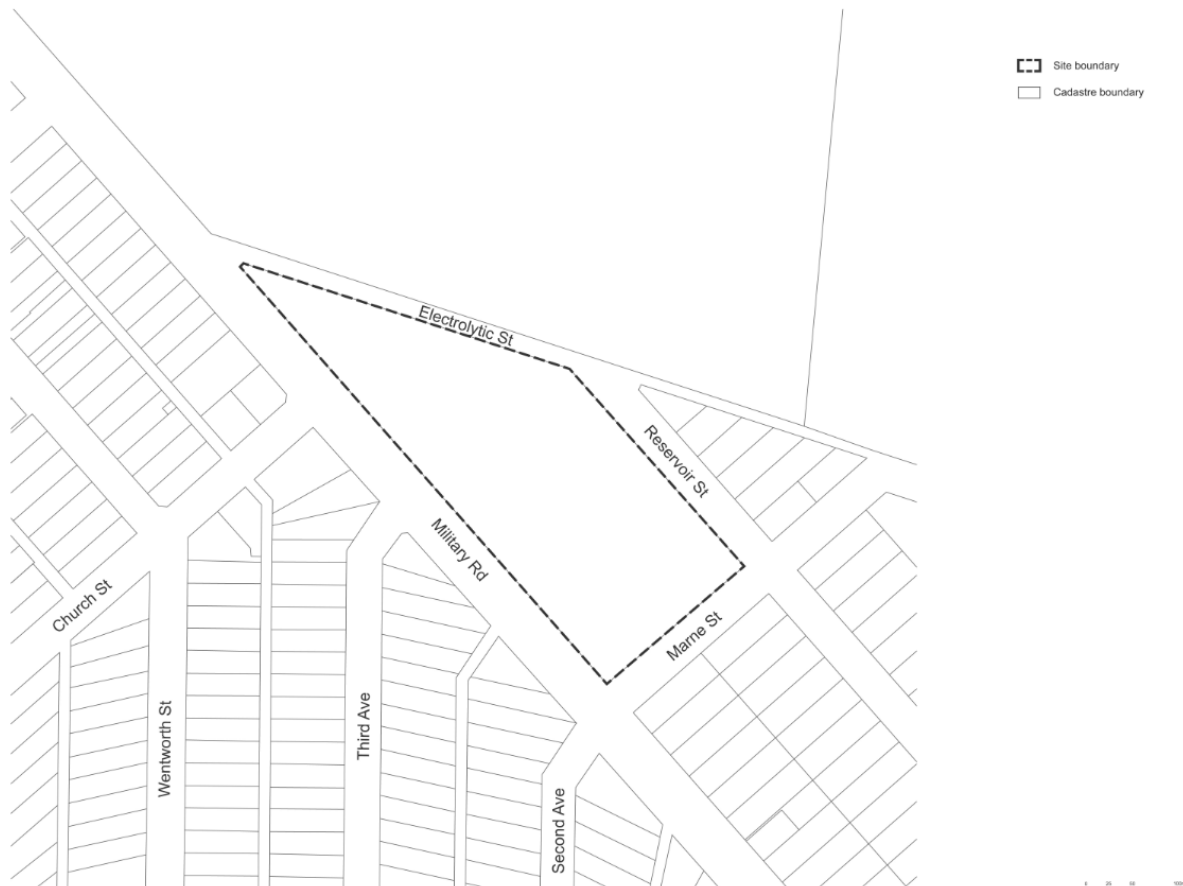 Site boundary
Cadastre boundary
Electrolytic St
Reservoir St
Military Rd
Marne St
Church St
Wentworth St
Third Ave
Second Ave